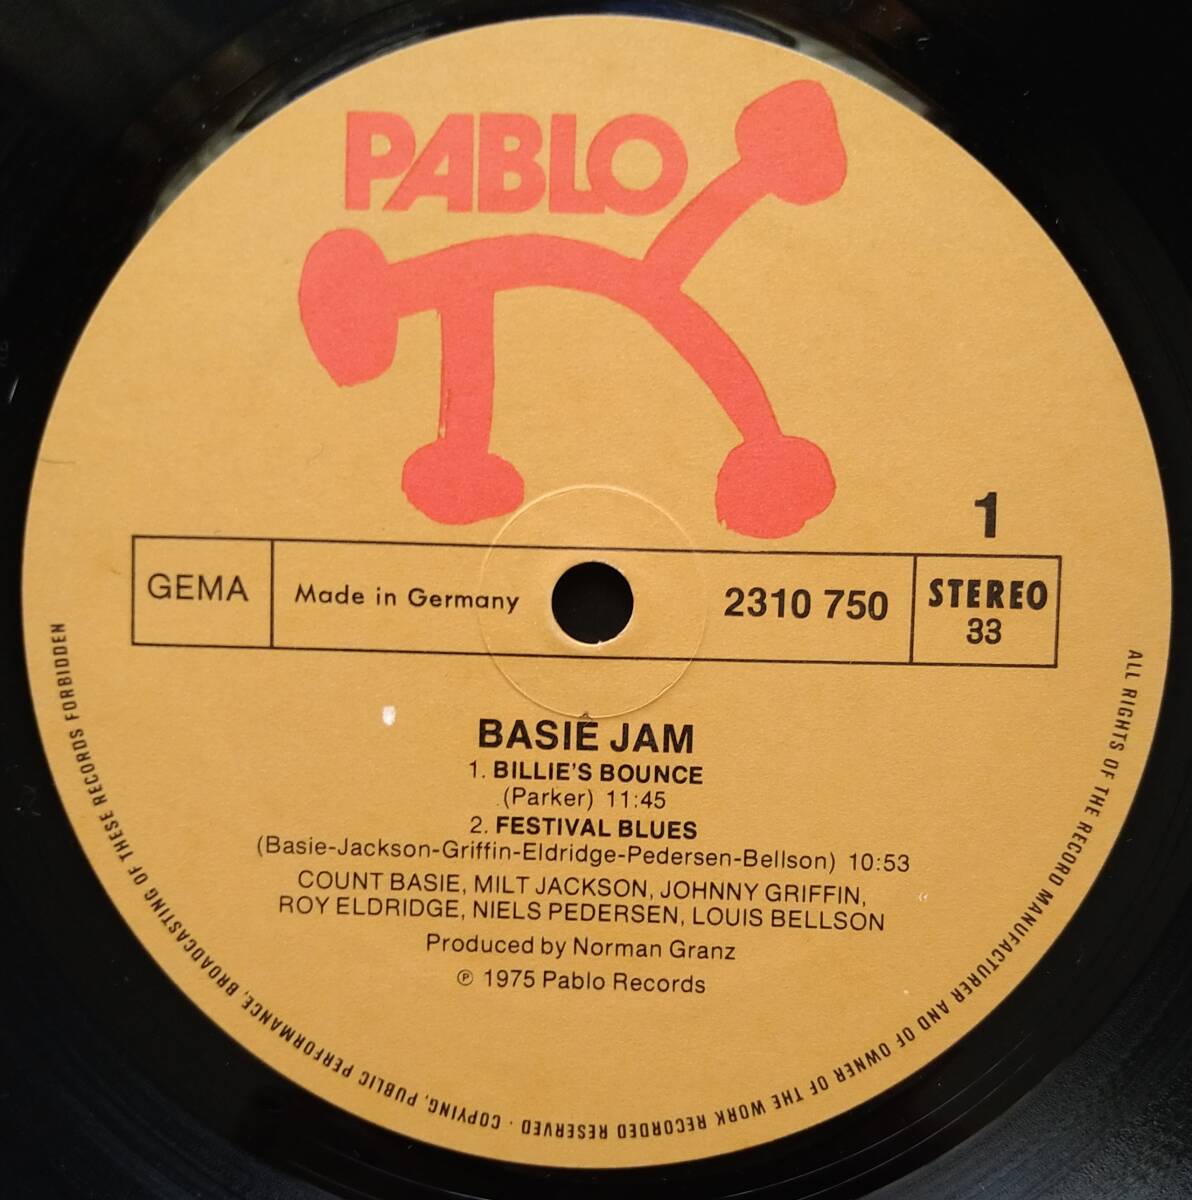 PABLO
1
GEMA
Made in Germany
2310 750
STEREO
33
BASIE JAM
1. BILLIE'S BOUNCE
(Parker) 11:45
2. FESTIVAL BLUES
(Basie-Jackson-Griffin-Eldridge-Pedersen-Bellson) 10:53
COUNT BASIE, MILT JACKSON, JOHNNY GRIFFIN,
ROY ELDRIDGE, NIELS PEDERSEN, LOUIS BELLSON
Produced by Norman Granz
℗ 1975 Pablo Records
ALL RIGHTS OF THE RECORD MANUFACTURER AND OF OWNER OF THE WORK RECORDED RESERVED · COPYING, PUBLIC PERFORMANCE, BROADCASTING OF THESE RECORDS FORBIDDEN